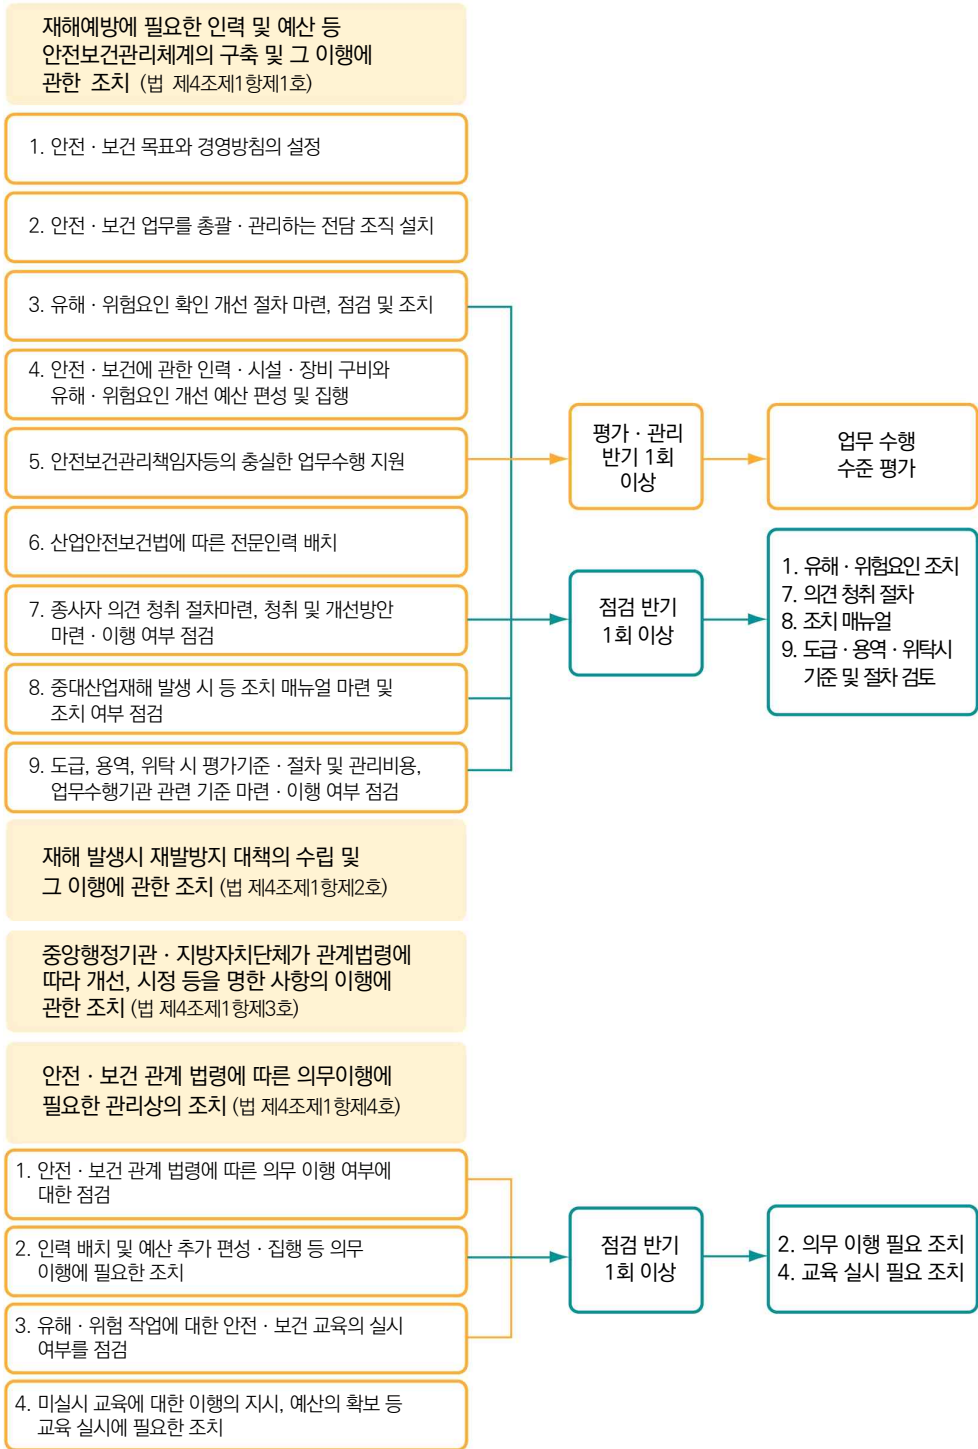 재해예방에 필요한 인력 및 예산 등
안전보건관리체계의 구축 및 그 이행에
관한 조치 (법 제4조제1항제1호)
1. 안전 · 보건 목표와 경영방침의 설정
2. 안전 · 보건 업무를 총괄 · 관리하는 전담 조직 설치
3. 유해 · 위험요인 확인 개선 절차 마련, 점검 및 조치
4. 안전 · 보건에 관한 인력 · 시설 · 장비 구비와
유해 · 위험요인 개선 예산 편성 및 집행
5. 안전보건관리책임자등의 충실한 업무수행 지원
6. 산업안전보건법에 따른 전문인력 배치
7. 종사자 의견 청취 절차마련, 청취 및 개선방안
마련 · 이행 여부 점검
8. 중대산업재해 발생 시 등 조치 매뉴얼 마련 및
조치 여부 점검
9. 도급, 용역, 위탁 시 평가기준 · 절차 및 관리비용,
업무수행기관 관련 기준 마련 · 이행 여부 점검
평가 · 관리
반기 1회
이상
업무 수행
수준 평가
점검 반기
1회 이상
1. 유해 · 위험요인 조치
7. 의견 청취 절차
8. 조치 매뉴얼
9. 도급 · 용역 · 위탁시
기준 및 절차 검토
재해 발생시 재발방지 대책의 수립 및
그 이행에 관한 조치 (법 제4조제1항제2호)
중앙행정기관 · 지방자치단체가 관계법령에
따라 개선, 시정 등을 명한 사항의 이행에
관한 조치 (법 제4조제1항제3호)
안전 · 보건 관계 법령에 따른 의무이행에
필요한 관리상의 조치 (법 제4조제1항제4호)
1. 안전 · 보건 관계 법령에 따른 의무 이행 여부에
대한 점검
2. 인력 배치 및 예산 추가 편성 · 집행 등 의무
이행에 필요한 조치
3. 유해 · 위험 작업에 대한 안전 · 보건 교육의 실시
여부를 점검
4. 미실시 교육에 대한 이행의 지시, 예산의 확보 등
교육 실시에 필요한 조치
점검 반기
1회 이상
2. 의무 이행 필요 조치
4. 교육 실시 필요 조치